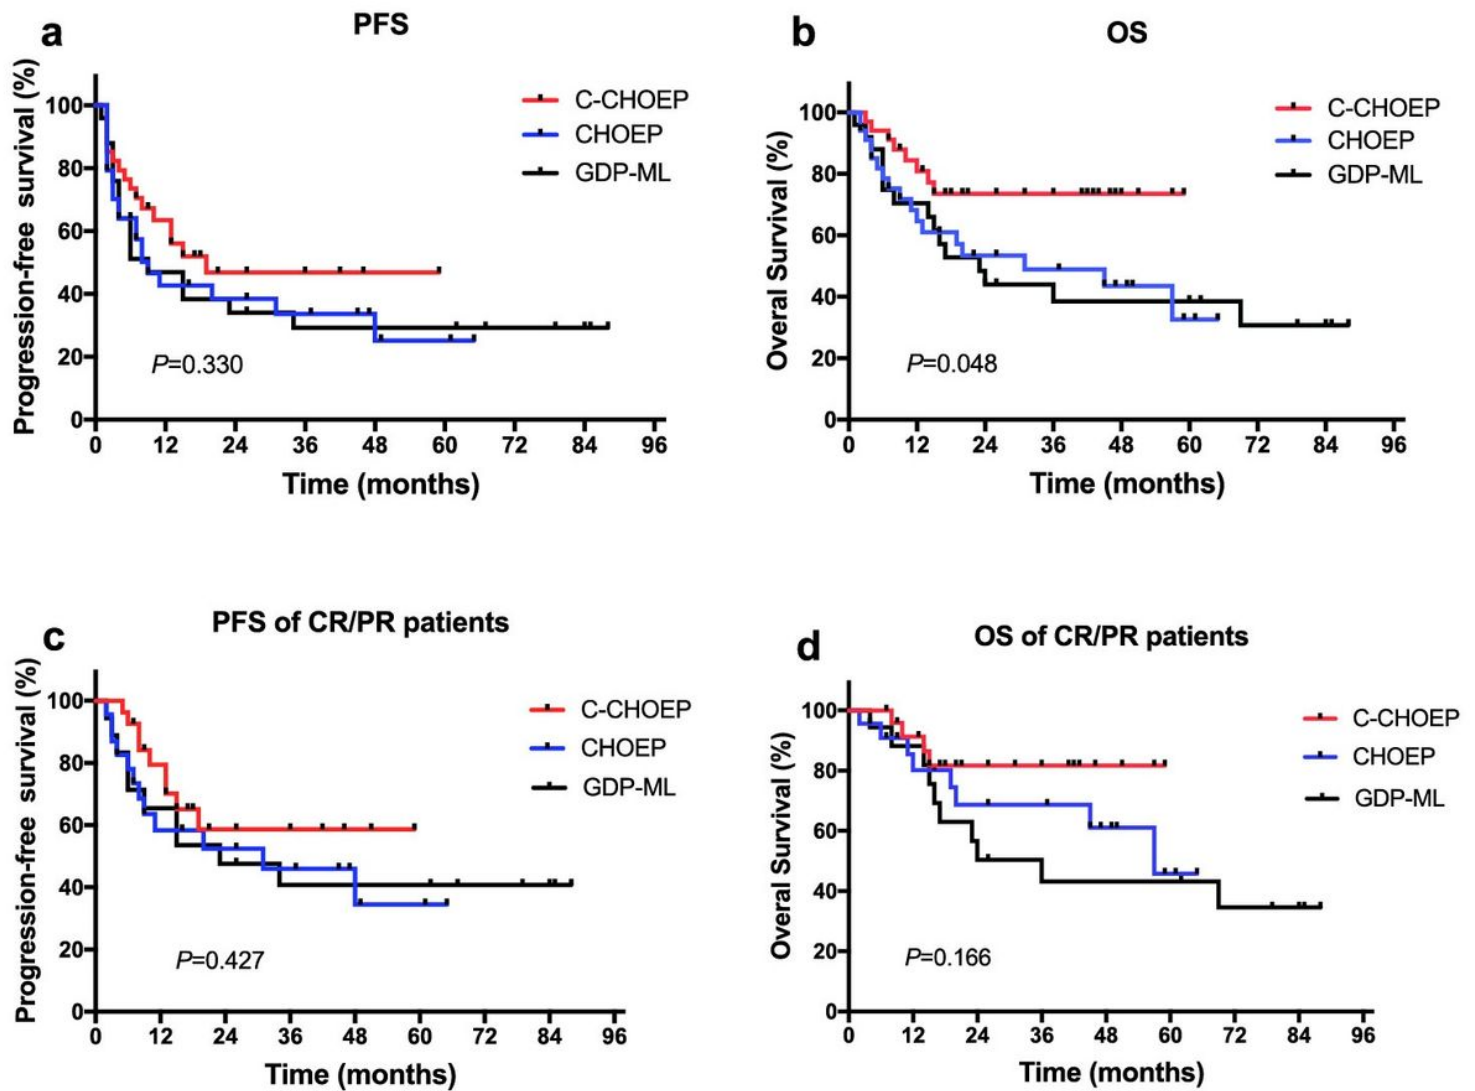 a
PFS
Progression-free survival (%)
100
80
60
40
20
0
0 12 24 36 48 60 72 84 96
Time (months)
C-CHOEP
CHOEP
GDP-ML
P=0.330
b
OS
Overal Survival (%)
100
80
60
40
20
0
0 12 24 36 48 60 72 84 96
Time (months)
C-CHOEP
CHOEP
GDP-ML
P=0.048
c
PFS of CR/PR patients
Progression-free survival (%)
100
80
60
40
20
0
0 12 24 36 48 60 72 84 96
Time (months)
C-CHOEP
CHOEP
GDP-ML
P=0.427
d
OS of CR/PR patients
Overal Survival (%)
100
80
60
40
20
0
0 12 24 36 48 60 72 84 96
Time (months)
C-CHOEP
CHOEP
GDP-ML
P=0.166